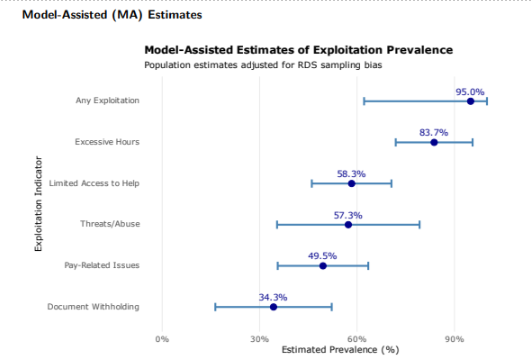 Model-Assisted (MA) Estimates
Model-Assisted Estimates of Exploitation Prevalence
Population estimates adjusted for RDS sampling bias
Any Exploitation
95.0%
Excessive Hours
83.7%
Limited Access to Help
58.3%
Threats/Abuse
57.3%
Pay-Related Issues
49.5%
Document Withholding
34.3%
Exploitation Indicator
0%
30%
60%
90%
Estimated Prevalence (%)